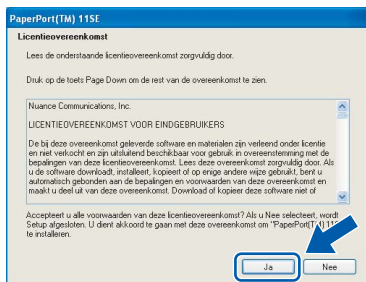 PaperPort(TM) 11SE
Licentieovereenkomst
Lees de onderstaande licentieovereenkomst zorgvuldig door.
Druk op de toets Page Down om de rest van de overeenkomst te zien.
Nuance Communications, Inc.
LICENTIEOVEREENKOMST VOOR EINDGEBRUIKERS
De bij deze overeenkomst geleverde software en materialen zijn verleend onder licentie
en niet verkocht en zijn uitsluitend beschikbaar voor gebruik in overeenstemming met de
bepalingen van deze licentieovereenkomst. Lees deze overeenkomst zorgvuldig door. Als
u de software downloadt, installeert, kopieert of op enige andere wijze gebruikt, bent u
automatisch gebonden aan de bepalingen en voorwaarden van deze overeenkomst en
maakt u deel uit van deze overeenkomst. Download of kopieer deze software niet of
Accepteert u alle voorwaarden van deze licentieovereenkomst? Als u Nee selecteert, wordt
Setup afgesloten. U dient akkoord te gaan met deze overeenkomst om "PaperPort(TM) 11
te installeren.
Ja
Nee